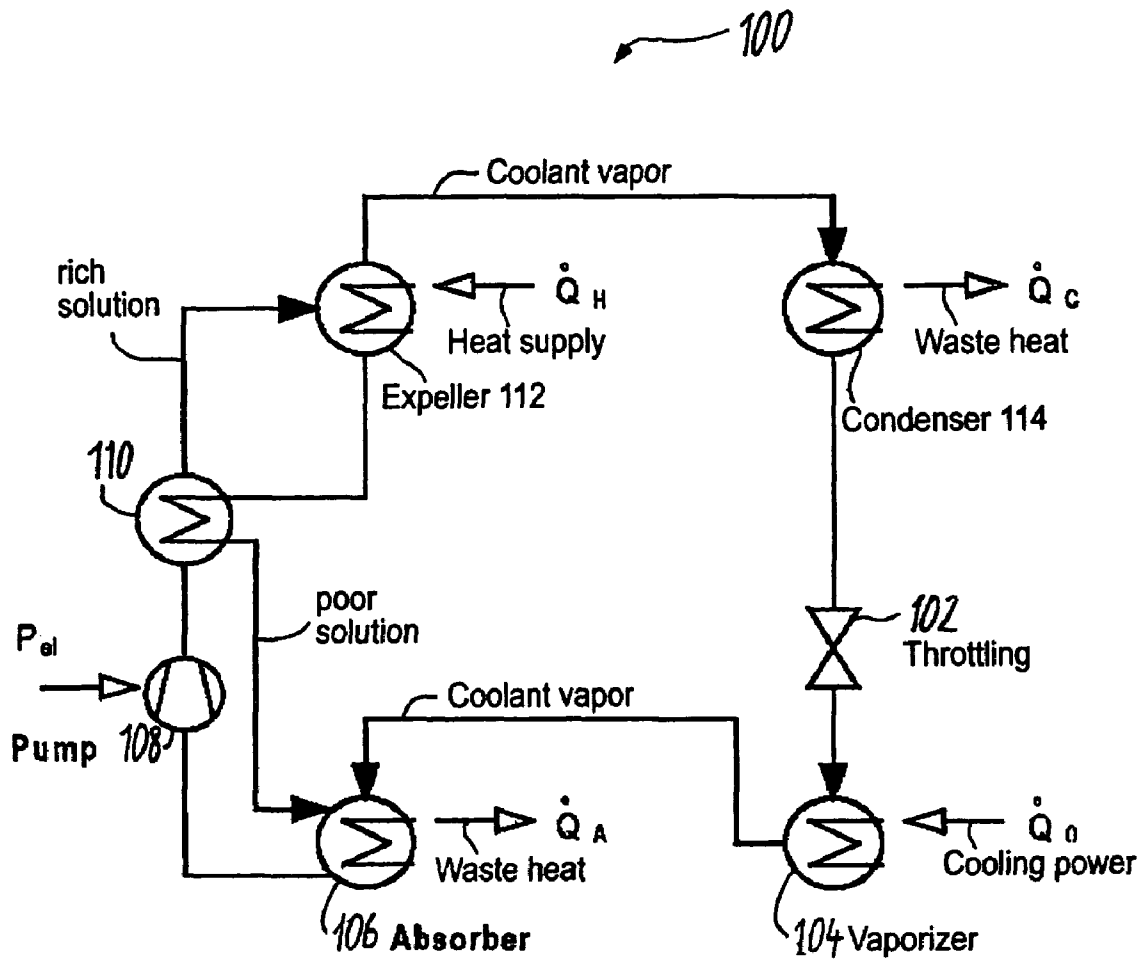 100
Coolant vapor
rich
solution
Q̇ H
Heat supply
Expeller 112
Q̇ C
Waste heat
Condenser 114
110
poor
solution
102
Throttling
P el
Pump 108
Coolant vapor
Q̇ A
Waste heat
106 Absorber
Q̇ 0
Cooling power
104 Vaporizer